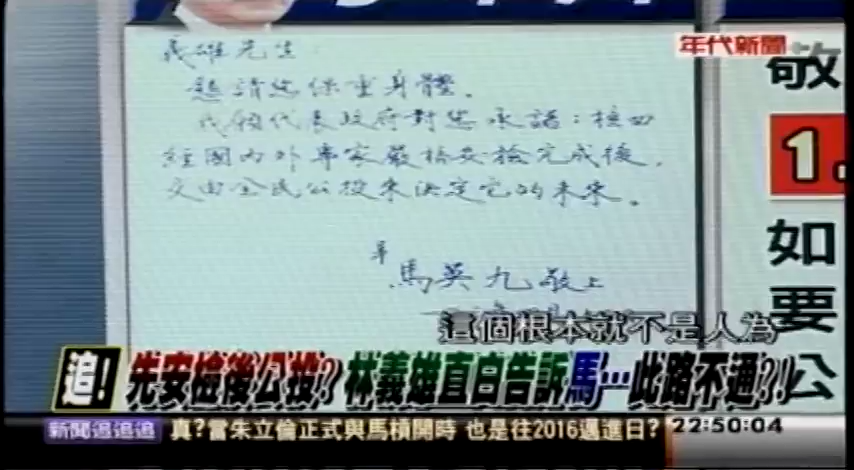 年代新聞
義雄先生:
懇請您保重身體。
我願代表政府對您承諾:核四
經國內外專家嚴格安檢完成後,
交由全民公投來決定它的未來。
馬英九敬上
敬
1.
如
要
公
這個根本就不是人為
追! 先安檢後公投? 林義雄直白告訴馬…此路不通?!
新聞週追追 真?當朱立倫正式與馬槓開時 也是往2016邁進日? 22:50:04